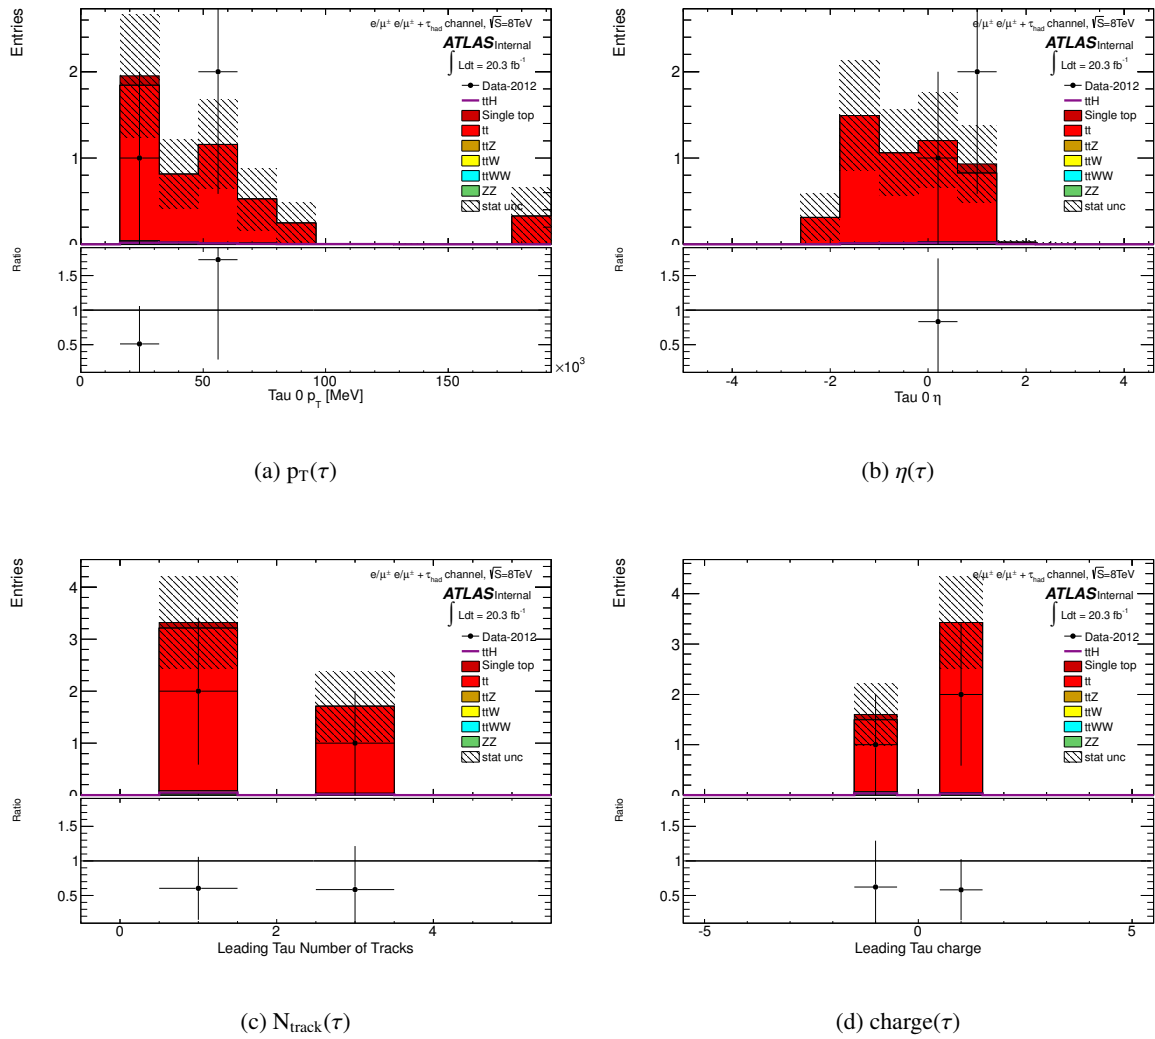 Entries
e/μ± e/μ± + τhad channel, √S=8TeV
ATLAS Internal
∫ Ldt = 20.3 fb-1
Data-2012
ttH
Single top
tt
ttZ
ttW
ttWW
ZZ
stat unc
2
1
0
Ratio
1.5
1
0.5
0 50 100 150
×10³
Tau 0 pT [MeV]
(a) pT(τ)
Entries
e/μ± e/μ± + τhad channel, √S=8TeV
ATLAS Internal
∫ Ldt = 20.3 fb-1
Data-2012
ttH
Single top
tt
ttZ
ttW
ttWW
ZZ
stat unc
2
1
0
Ratio
1.5
1
0.5
-4 -2 0 2 4
Tau 0 η
(b) η(τ)
Entries
e/μ± e/μ± + τhad channel, √S=8TeV
ATLAS Internal
∫ Ldt = 20.3 fb-1
Data-2012
ttH
Single top
tt
ttZ
ttW
ttWW
ZZ
stat unc
4
3
2
1
0
Ratio
1.5
1
0.5
0 2 4
Leading Tau Number of Tracks
(c) Ntrack(τ)
Entries
e/μ± e/μ± + τhad channel, √S=8TeV
ATLAS Internal
∫ Ldt = 20.3 fb-1
Data-2012
ttH
Single top
tt
ttZ
ttW
ttWW
ZZ
stat unc
4
3
2
1
0
Ratio
1.5
1
0.5
-5 0 5
Leading Tau charge
(d) charge(τ)